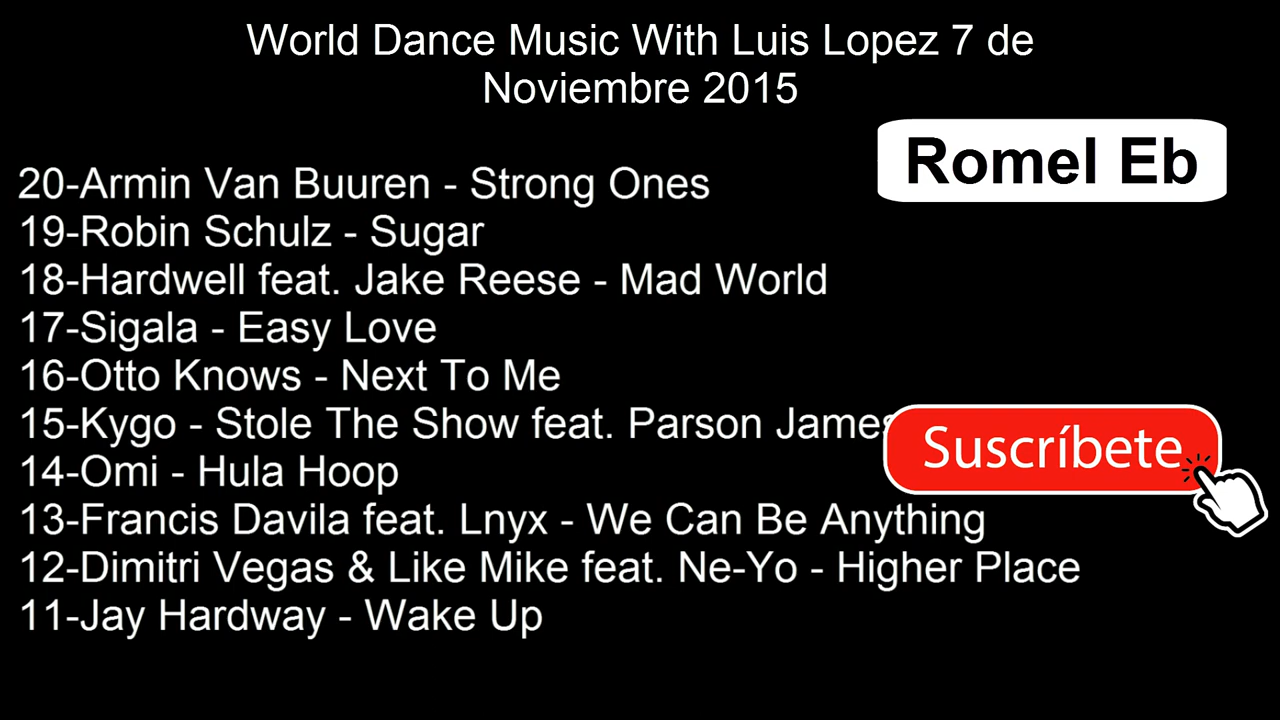 World Dance Music With Luis Lopez 7 de
Noviembre 2015
Romel Eb
20-Armin Van Buuren - Strong Ones
19-Robin Schulz - Sugar
18-Hardwell feat. Jake Reese - Mad World
17-Sigala - Easy Love
16-Otto Knows - Next To Me
15-Kygo - Stole The Show feat. Parson James
Suscríbete
14-Omi - Hula Hoop
13-Francis Davila feat. Lnyx - We Can Be Anything
12-Dimitri Vegas & Like Mike feat. Ne-Yo - Higher Place
11-Jay Hardway - Wake Up